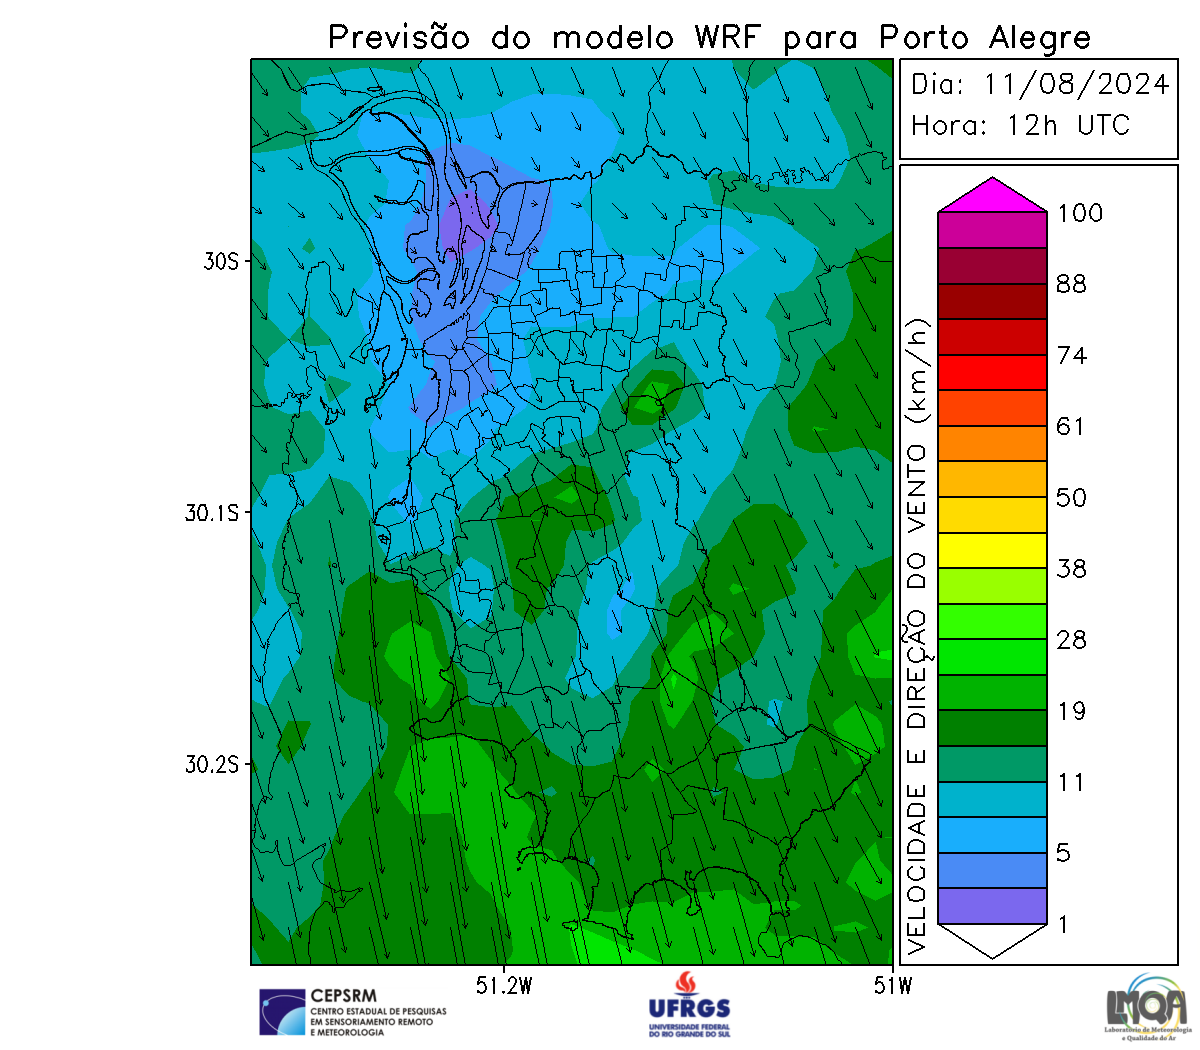 Previsão do modelo WRF para Porto Alegre
Dia: 11/08/2024
Hora: 12h UTC
30S
30.1S
30.2S
51.2W
51W
VELOCIDADE E DIREÇÃO DO VENTO (km/h)
100
88
74
61
50
38
28
19
11
5
1
CEPSRM
CENTRO ESTADUAL DE PESQUISAS
EM SENSORIAMENTO REMOTO
E METEOROLOGIA
UFRGS
UNIVERSIDADE FEDERAL
DO RIO GRANDE DO SUL
LMQA
Laboratório de Meteorologia
e Qualidade do Ar